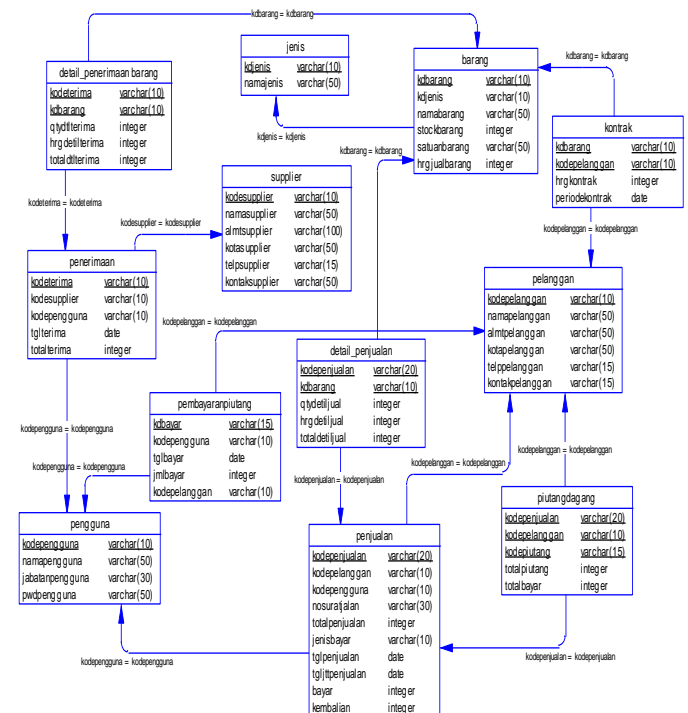 kdbarang = kdbarang
detail_penerimaan barang
kodeterima varchar(10)
kdbarang varchar(10)
qtydtlterima integer
hrgdetilterima integer
totaldtlterima integer
jenis
kdjenis varchar(10)
namajenis varchar(50)
barang
kdbarang varchar(10)
kdjenis varchar(10)
namabarang varchar(50)
stockbarang integer
satuanbarang varchar(50)
hrgjualbarang integer
kdbarang = kdbarang
kontrak
kdbarang varchar(10)
kodepelanggan varchar(10)
hrgkontrak integer
periodekontrak date
kdjenis = kdjenis
kdbarang = kdbarang
supplier
kodesupplier varchar(10)
namasupplier varchar(50)
almtsupplier varchar(100)
kotasupplier varchar(50)
telpsupplier varchar(15)
kontaksupplier varchar(50)
kodeterima = kodeterima
kodesupplier = kodesupplier
kodepelanggan = kodepelanggan
penerimaan
kodeterima varchar(10)
kodesupplier varchar(10)
kodepengguna varchar(10)
tglterima date
totalterima integer
pelanggan
kodepelanggan varchar(10)
namapelanggan varchar(50)
almtpelanggan varchar(50)
kotapelanggan varchar(50)
telppelanggan varchar(15)
kontakpelanggan varchar(15)
kodepelanggan = kodepelanggan
detail_penjualan
kodepenjualan varchar(20)
kdbarang varchar(10)
qtydetiljual integer
hrgdetiljual integer
totaldetiljual integer
pembayaranpiutang
kdbayar varchar(15)
kodepengguna varchar(10)
tglbayar date
jmlbayar integer
kodepelanggan varchar(10)
kodepengguna = kodepengguna
kodepengguna = kodepengguna
kodepelanggan = kodepelanggan
kodepelanggan = kodepelanggan
kodepenjualan = kodepenjualan
piutangdagang
kodepenjualan varchar(20)
kodepelanggan varchar(10)
kodepiutang varchar(15)
totalpiutang integer
totalbayar integer
pengguna
kodepengguna varchar(10)
namapengguna varchar(50)
jabatanpengguna varchar(30)
pwdpengguna varchar(50)
penjualan
kodepenjualan varchar(20)
kodepelanggan varchar(10)
kodepengguna varchar(10)
nosuratjalan varchar(30)
totalpenjualan integer
jenisbayar varchar(10)
tglpenjualan date
tgljttpenjualan date
bayar integer
kembalian integer
kodepengguna = kodepengguna
kodepenjualan = kodepenjualan